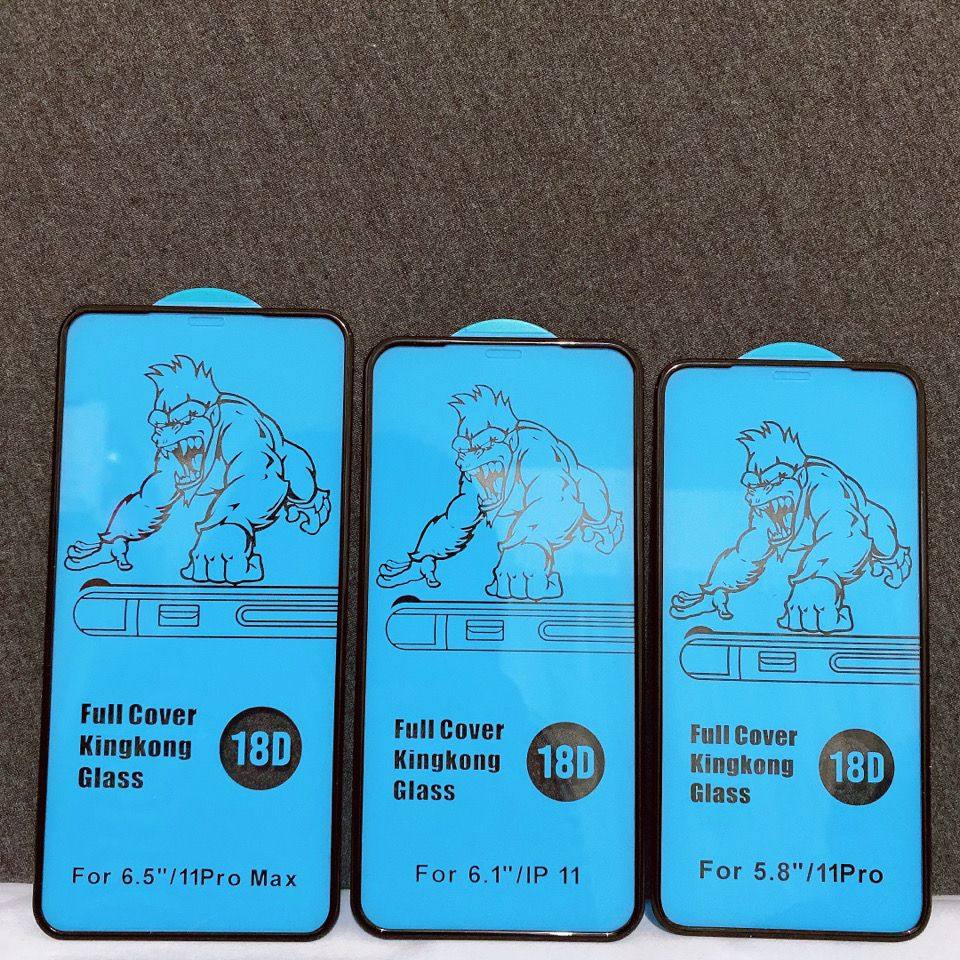 Full Cover
Kingkong
Glass
18D
For 6.5"/11Pro Max
Full Cover
Kingkong
Glass
18D
For 6.1"/IP 11
Full Cover
Kingkong
Glass
18D
For 5.8"/11Pro